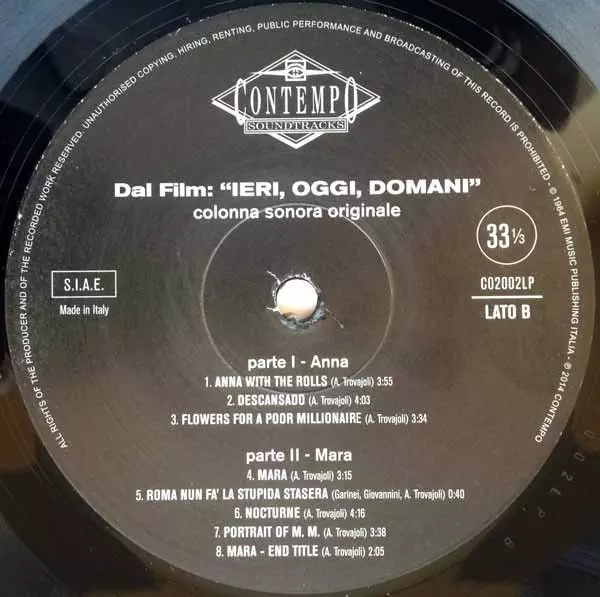 ALL RIGHTS OF THE PRODUCER AND OF THE RECORDED WORK RESERVED. UNAUTHORISED COPYING, HIRING, RENTING, PUBLIC PERFORMANCE AND BROADCASTING OF THIS RECORD IS PROHIBITED - © 1964 EMI MUSIC PUBLISHING ITALIA - ℗ 2014 CONTEMPO
CONTEMPO
SOUNDTRACKS
Dal Film: “IERI, OGGI, DOMANI”
colonna sonora originale
33 1/3
S.I.A.E.
Made in Italy
CO2002LP
LATO B
parte I - Anna
1. ANNA WITH THE ROLLS (A. Trovajoli) 3:55
2. DESCANSADO (A. Trovajoli) 4:03
3. FLOWERS FOR A POOR MILLIONAIRE (A. Trovajoli) 3:34
parte II - Mara
4. MARA (A. Trovajoli) 3:15
5. ROMA NUN FA' LA STUPIDA STASERA (Garinei, Giovannini, A. Trovajoli) 0:40
6. NOCTURNE (A. Trovajoli) 4:16
7. PORTRAIT OF M. M. (A. Trovajoli) 3:38
8. MARA - END TITLE (A. Trovajoli) 2:05